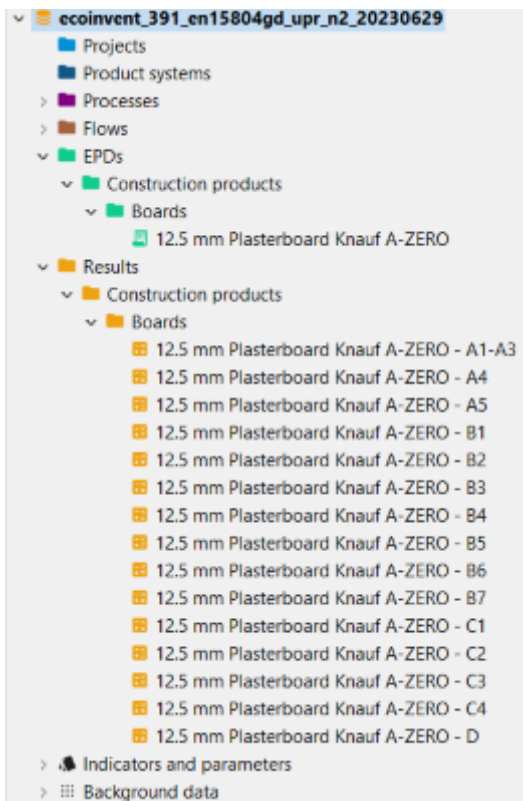 ecoinvent_391_en15804gd_upr_n2_20230629
Projects
Product systems
Processes
Flows
EPDs
Construction products
Boards
12.5 mm Plasterboard Knauf A-ZERO
Results
Construction products
Boards
12.5 mm Plasterboard Knauf A-ZERO - A1-A3
12.5 mm Plasterboard Knauf A-ZERO - A4
12.5 mm Plasterboard Knauf A-ZERO - A5
12.5 mm Plasterboard Knauf A-ZERO - B1
12.5 mm Plasterboard Knauf A-ZERO - B2
12.5 mm Plasterboard Knauf A-ZERO - B3
12.5 mm Plasterboard Knauf A-ZERO - B4
12.5 mm Plasterboard Knauf A-ZERO - B5
12.5 mm Plasterboard Knauf A-ZERO - B6
12.5 mm Plasterboard Knauf A-ZERO - B7
12.5 mm Plasterboard Knauf A-ZERO - C1
12.5 mm Plasterboard Knauf A-ZERO - C2
12.5 mm Plasterboard Knauf A-ZERO - C3
12.5 mm Plasterboard Knauf A-ZERO - C4
12.5 mm Plasterboard Knauf A-ZERO - D
Indicators and parameters
Background data